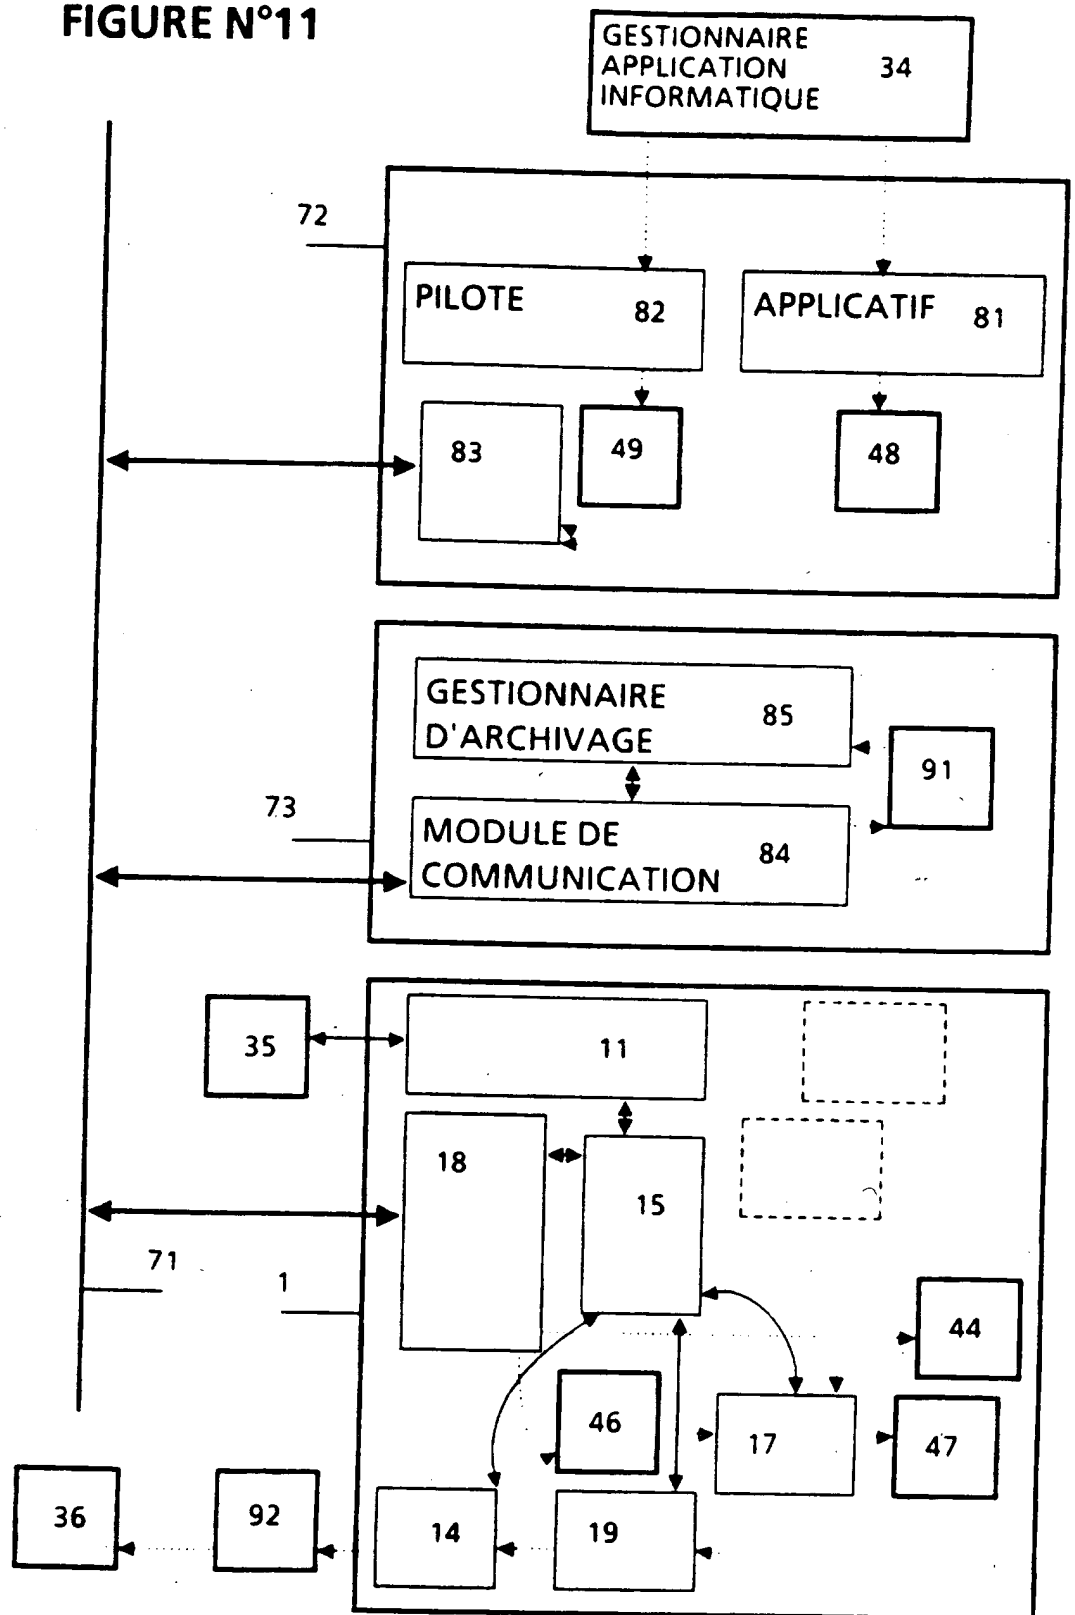 FIGURE N°11
GESTIONNAIRE
APPLICATION
INFORMATIQUE
34
72
PILOTE
82
APPLICATIF
81
83
49
48
GESTIONNAIRE
D'ARCHIVAGE
85
91
73
MODULE DE
COMMUNICATION
84
35
11
18
15
71
1
44
46
17
47
36
92
14
19